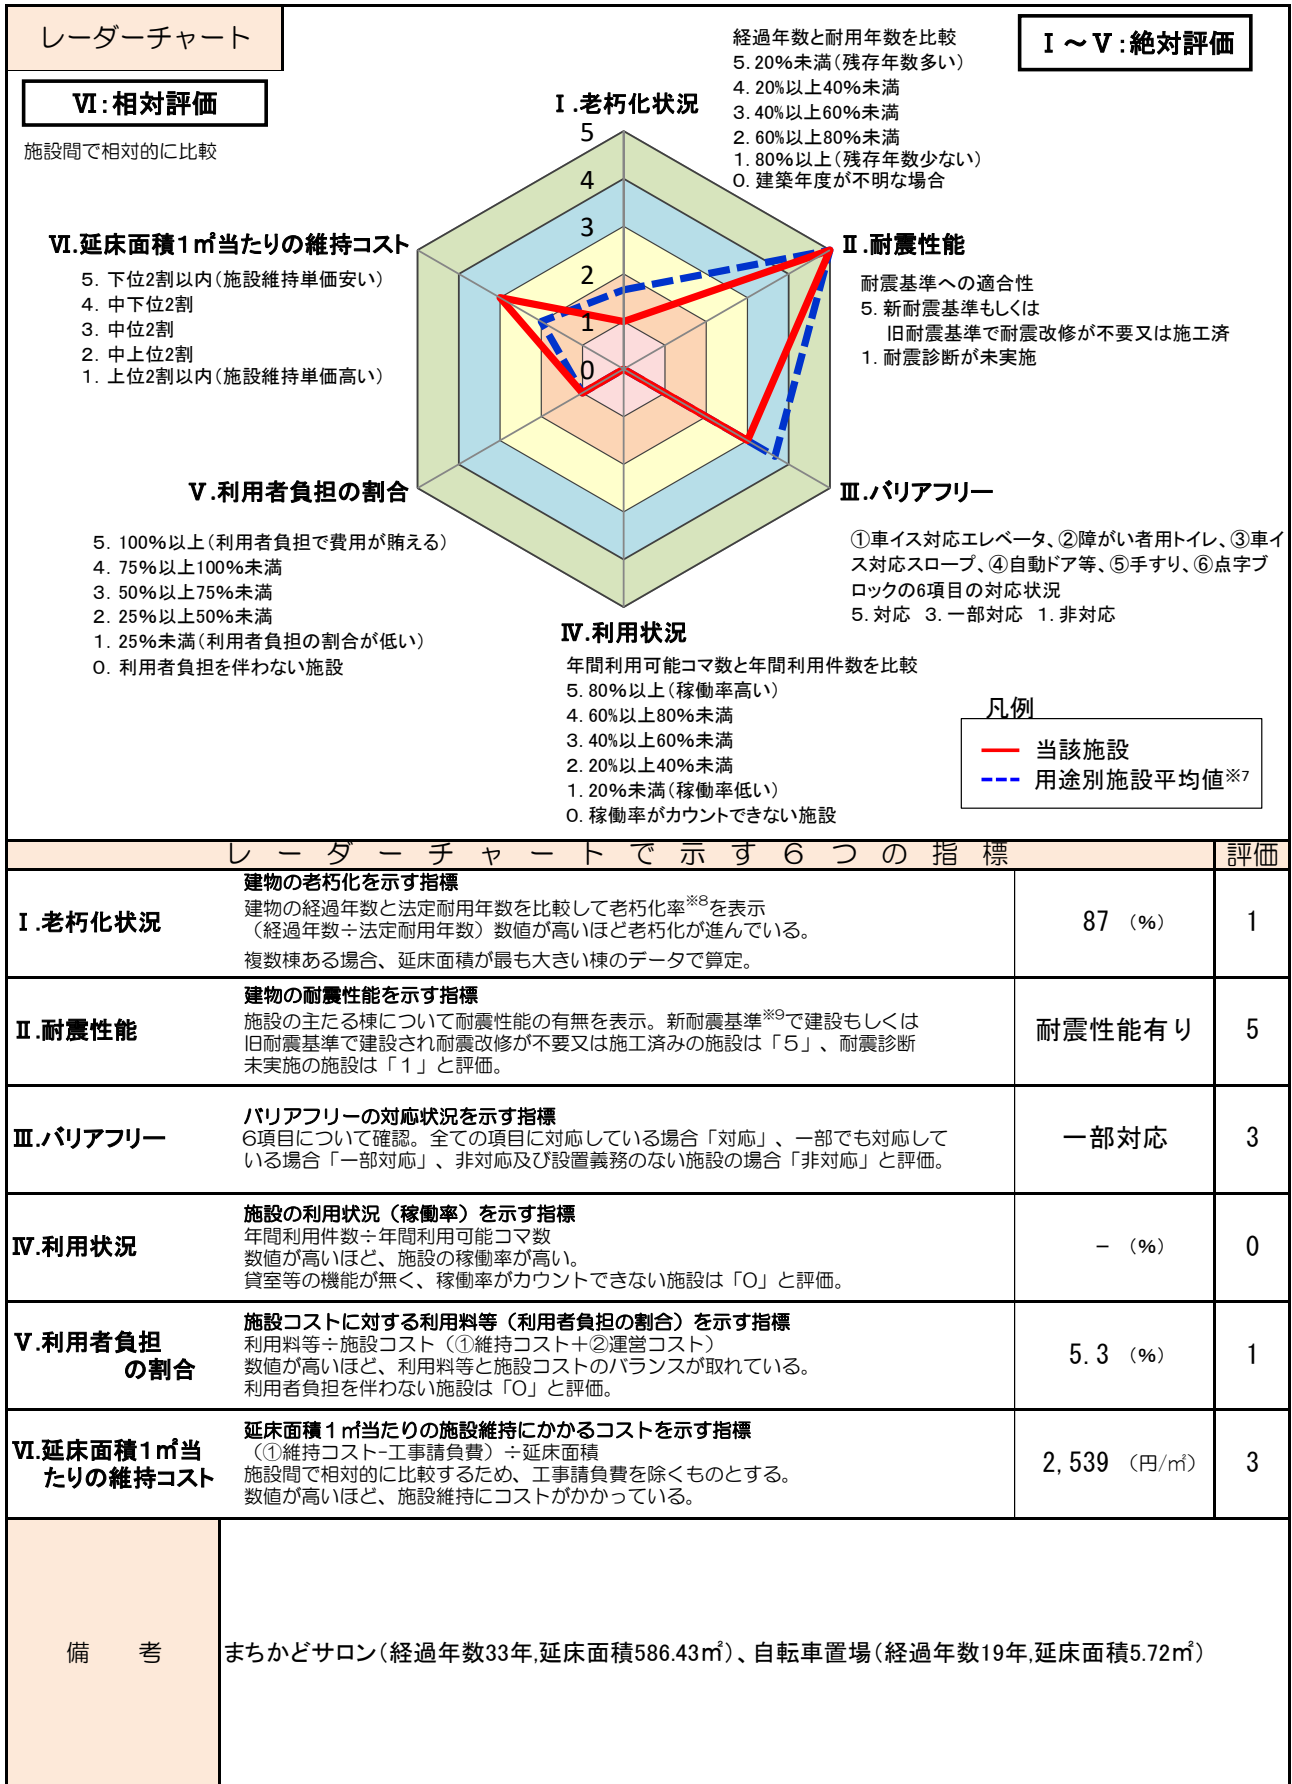 レーダーチャート
Ⅰ～Ⅴ:絶対評価
Ⅵ:相対評価
施設間で相対的に比較
経過年数と耐用年数を比較
5.20%未満(残存年数多い)
4.20%以上40%未満
3.40%以上60%未満
2.60%以上80%未満
1.80%以上(残存年数少ない)
0.建築年度が不明な場合
Ⅰ.老朽化状況
5
4
3
2
1
0
Ⅱ.耐震性能
耐震基準への適合性
5.新耐震基準もしくは
旧耐震基準で耐震改修が不要又は施工済
1.耐震診断が未実施
Ⅵ.延床面積1㎡当たりの維持コスト
5.下位2割以内(施設維持単価安い)
4.中下位2割
3.中位2割
2.中上位2割
1.上位2割以内(施設維持単価高い)
Ⅲ.バリアフリー
①車イス対応エレベータ、②障がい者用トイレ、③車イ
ス対応スロープ、④自動ドア等、⑤手すり、⑥点字ブ
ロックの6項目の対応状況
5.対応 3.一部対応 1.非対応
Ⅴ.利用者負担の割合
5.100%以上(利用者負担で費用が賄える)
4.75%以上100%未満
3.50%以上75%未満
2.25%以上50%未満
1.25%未満(利用者負担の割合が低い)
0.利用者負担を伴わない施設
Ⅳ.利用状況
年間利用可能コマ数と年間利用件数を比較
5.80%以上(稼働率高い)
4.60%以上80%未満
3.40%以上60%未満
2.20%以上40%未満
1.20%未満(稼働率低い)
0.稼働率がカウントできない施設
凡例
当該施設
用途別施設平均値※7
レーダーチャートで示す6つの指標 評価
Ⅰ.老朽化状況
建物の老朽化を示す指標
建物の経過年数と法定耐用年数を比較して老朽化率※8を表示
（経過年数÷法定耐用年数）数値が高いほど老朽化が進んでいる。
複数棟ある場合、延床面積が最も大きい棟のデータで算定。
87 （%） 1
Ⅱ.耐震性能
建物の耐震性能を示す指標
施設の主たる棟について耐震性能の有無を表示。新耐震基準※9で建設もしくは
旧耐震基準で建設され耐震改修が不要又は施工済みの施設は「5」、耐震診断
未実施の施設は「1」と評価。
耐震性能有り 5
Ⅲ.バリアフリー
バリアフリーの対応状況を示す指標
6項目について確認。全ての項目に対応している場合「対応」、一部でも対応して
いる場合「一部対応」、非対応及び設置義務のない施設の場合「非対応」と評価。
一部対応 3
Ⅳ.利用状況
施設の利用状況（稼働率）を示す指標
年間利用件数÷年間利用可能コマ数
数値が高いほど、施設の稼働率が高い。
貸室等の機能が無く、稼働率がカウントできない施設は「0」と評価。
－ （%） 0
Ⅴ.利用者負担
の割合
施設コストに対する利用料等（利用者負担の割合）を示す指標
利用料等÷施設コスト（①維持コスト＋②運営コスト）
数値が高いほど、利用料等と施設コストのバランスが取れている。
利用者負担を伴わない施設は「0」と評価。
5.3 （%） 1
Ⅵ.延床面積1㎡当
たりの維持コスト
延床面積1㎡当たりの施設維持にかかるコストを示す指標
（①維持コスト-工事請負費）÷延床面積
施設間で相対的に比較するため、工事請負費を除くものとする。
数値が高いほど、施設維持にコストがかかっている。
2,539 （円/㎡） 3
備 考
まちかどサロン(経過年数33年,延床面積586.43㎡)、自転車置場(経過年数19年,延床面積5.72㎡)